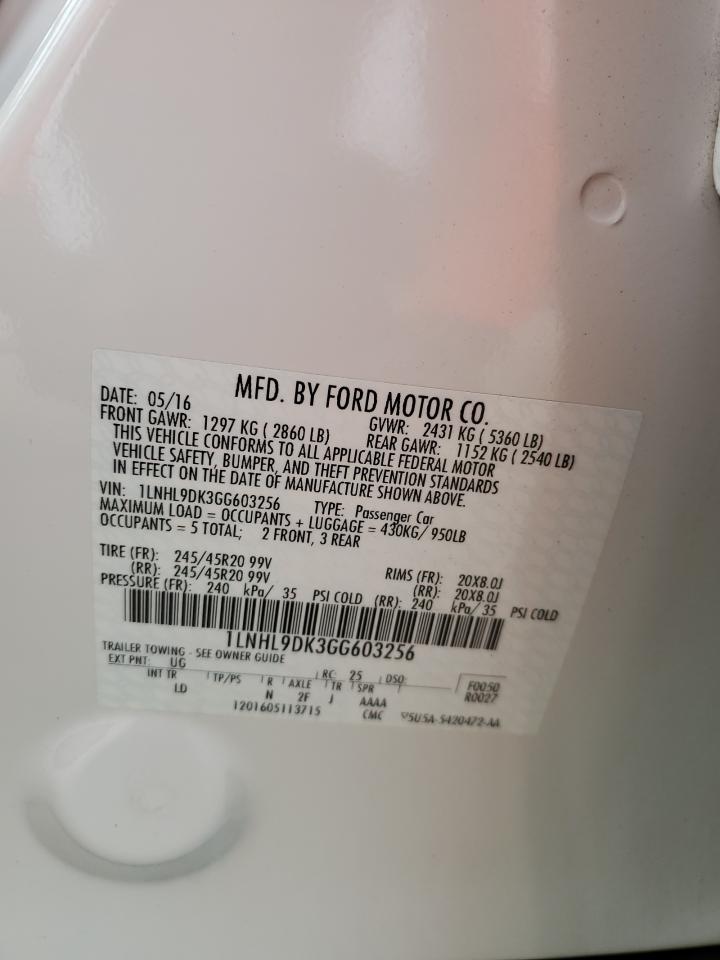 MFD. BY FORD MOTOR CO.
DATE: 05/16 GVWR: 2431 KG ( 5360 LB)
FRONT GAWR: 1297 KG ( 2860 LB) REAR GAWR: 1152 KG ( 2540 LB)
THIS VEHICLE CONFORMS TO ALL APPLICABLE FEDERAL MOTOR
VEHICLE SAFETY, BUMPER, AND THEFT PREVENTION STANDARDS
IN EFFECT ON THE DATE OF MANUFACTURE SHOWN ABOVE.
VIN: 1LNHL9DK3GG603256 TYPE: Passenger Car
MAXIMUM LOAD = OCCUPANTS + LUGGAGE = 430KG/ 950LB
OCCUPANTS = 5 TOTAL; 2 FRONT, 3 REAR
TIRE (FR): 245/45R20 99V RIMS (FR): 20X8.0J
(RR): 245/45R20 99V (RR): 20X8.0J
PRESSURE (FR): 240 kPa/ 35 PSI COLD (RR): 240 kPa/ 35 PSI COLD
1LNHL9DK3GG603256
TRAILER TOWING - SEE OWNER GUIDE
EXT PNT: UG RC: 25 DSO: F0050
INT TR TP/PS R AXLE TR SPR R0027
LD N 2F J AAAA
1201605113715 CMC 5U5A-5420472-AA